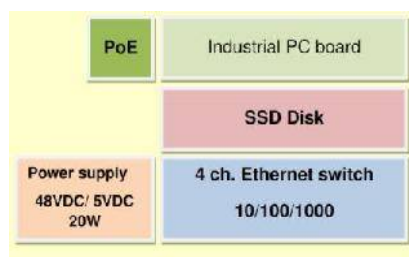 PoE
Industrial PC board
SSD Disk
Power supply
48VDC/ 5VDC
20W
4 ch. Ethernet switch
10/100/1000